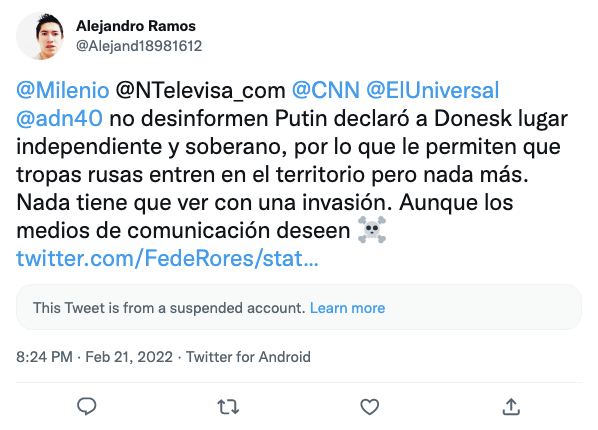 Alejandro Ramos
@Alejand18981612
@Milenio @NTelevisa_com @CNN @ElUniversal
@adn40 no desinformen Putin declaró a Donesk lugar
independiente y soberano, por lo que le permiten que
tropas rusas entren en el territorio pero nada más.
Nada tiene que ver con una invasión. Aunque los
medios de comunicación deseen ☠️
twitter.com/FedeRores/stat...
This Tweet is from a suspended account. Learn more
8:24 PM · Feb 21, 2022 · Twitter for Android